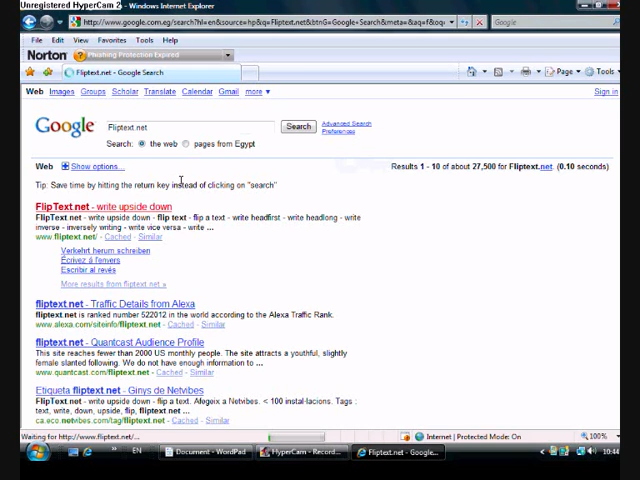 Unregistered HyperCam 2
Internet Explorer
http://www.google.com.eg/search?hl=en&source=hp&q=Fliptext.net&btnG=Google+Search&meta=&aq=f&oq=
Google
File Edit View Favorites Tools Help
Norton Phishing Protection Expired
Fliptext.net - Google Search
Page Tools
Web Images Groups Scholar Translate Calendar Gmail more ▼
Sign in
Google
Fliptext.net
Search
Advanced Search
Preferences
Search: the web pages from Egypt
Web Show options...
Results 1 - 10 of about 27,500 for Fliptext.net. (0.10 seconds)
Tip: Save time by hitting the return key instead of clicking on "search"
FlipText.net - write upside down
FlipText.net - write upside down - flip text - flip a text - write headfirst - write headlong - write
inverse - inversely writing - write vice versa - write ...
www.fliptext.net/ - Cached - Similar
Verkehrt herum schreiben
Écrivez à l'envers
Escribir al revés
More results from fliptext.net »
fliptext.net - Traffic Details from Alexa
fliptext.net is ranked number 522012 in the world according to the Alexa Traffic Rank.
www.alexa.com/siteinfo/fliptext.net - Cached - Similar
fliptext.net - Quantcast Audience Profile
This site reaches fewer than 2000 US monthly people. The site attracts a youthful, slightly
female slanted following. We do not have enough information to ...
www.quantcast.com/fliptext.net - Cached - Similar
Etiqueta fliptext.net - Ginys de Netvibes
FlipText.net - write upside down - flip a text. Afegeix a Netvibes. < 100 instal·lacions. Tags :
text, write, down, upside, flip, fliptext.net ...
ca.eco.netvibes.com/tag/fliptext.net - Cached - Similar
Waiting for http://www.fliptext.net/...
Internet | Protected Mode: On
100%
EN
Document - WordPad
HyperCam - Record...
Fliptext.net - Google...
10:44